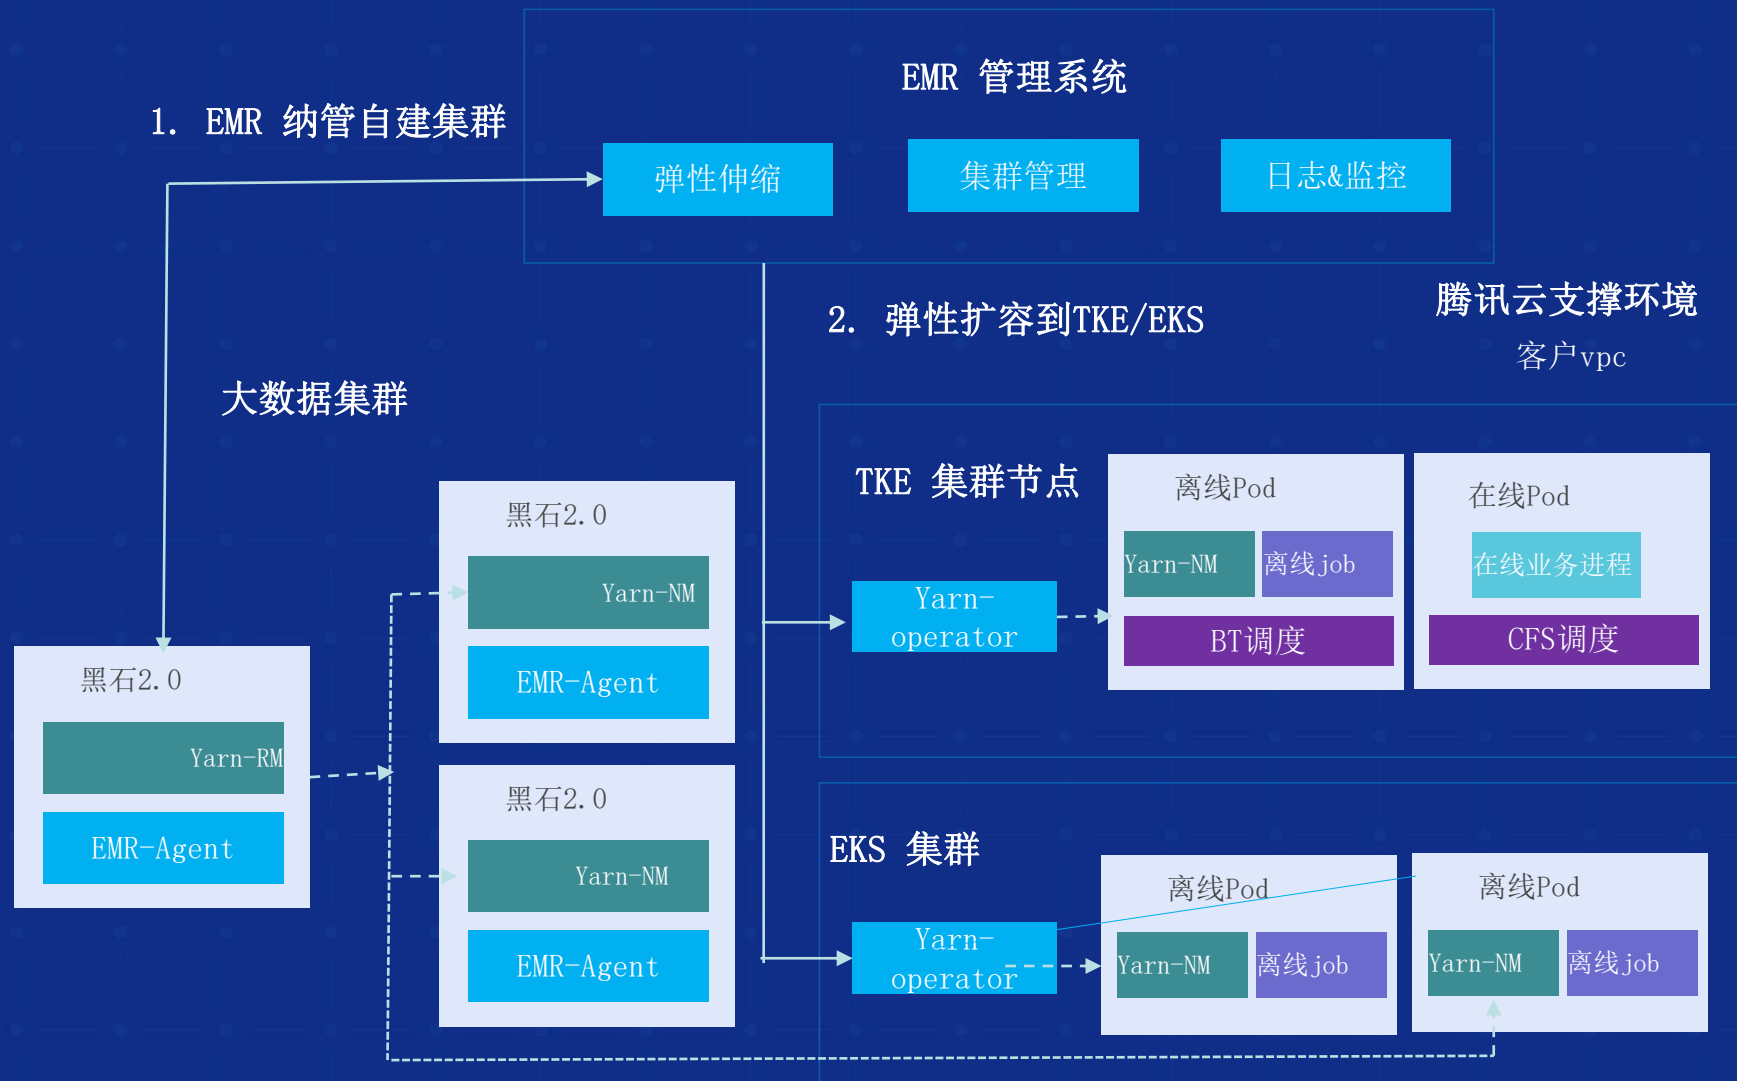 EMR 管理系统
1. EMR 纳管自建集群
弹性伸缩
集群管理
日志&监控
2. 弹性扩容到TKE/EKS
腾讯云支撑环境
客户vpc
大数据集群
黑石2.0
Yarn-RM
EMR-Agent
黑石2.0
Yarn-NM
EMR-Agent
黑石2.0
Yarn-NM
EMR-Agent
TKE 集群节点
Yarn-
operator
离线Pod
Yarn-NM
离线job
BT调度
在线Pod
在线业务进程
CFS调度
EKS 集群
Yarn-
operator
离线Pod
Yarn-NM
离线job
离线Pod
Yarn-NM
离线job